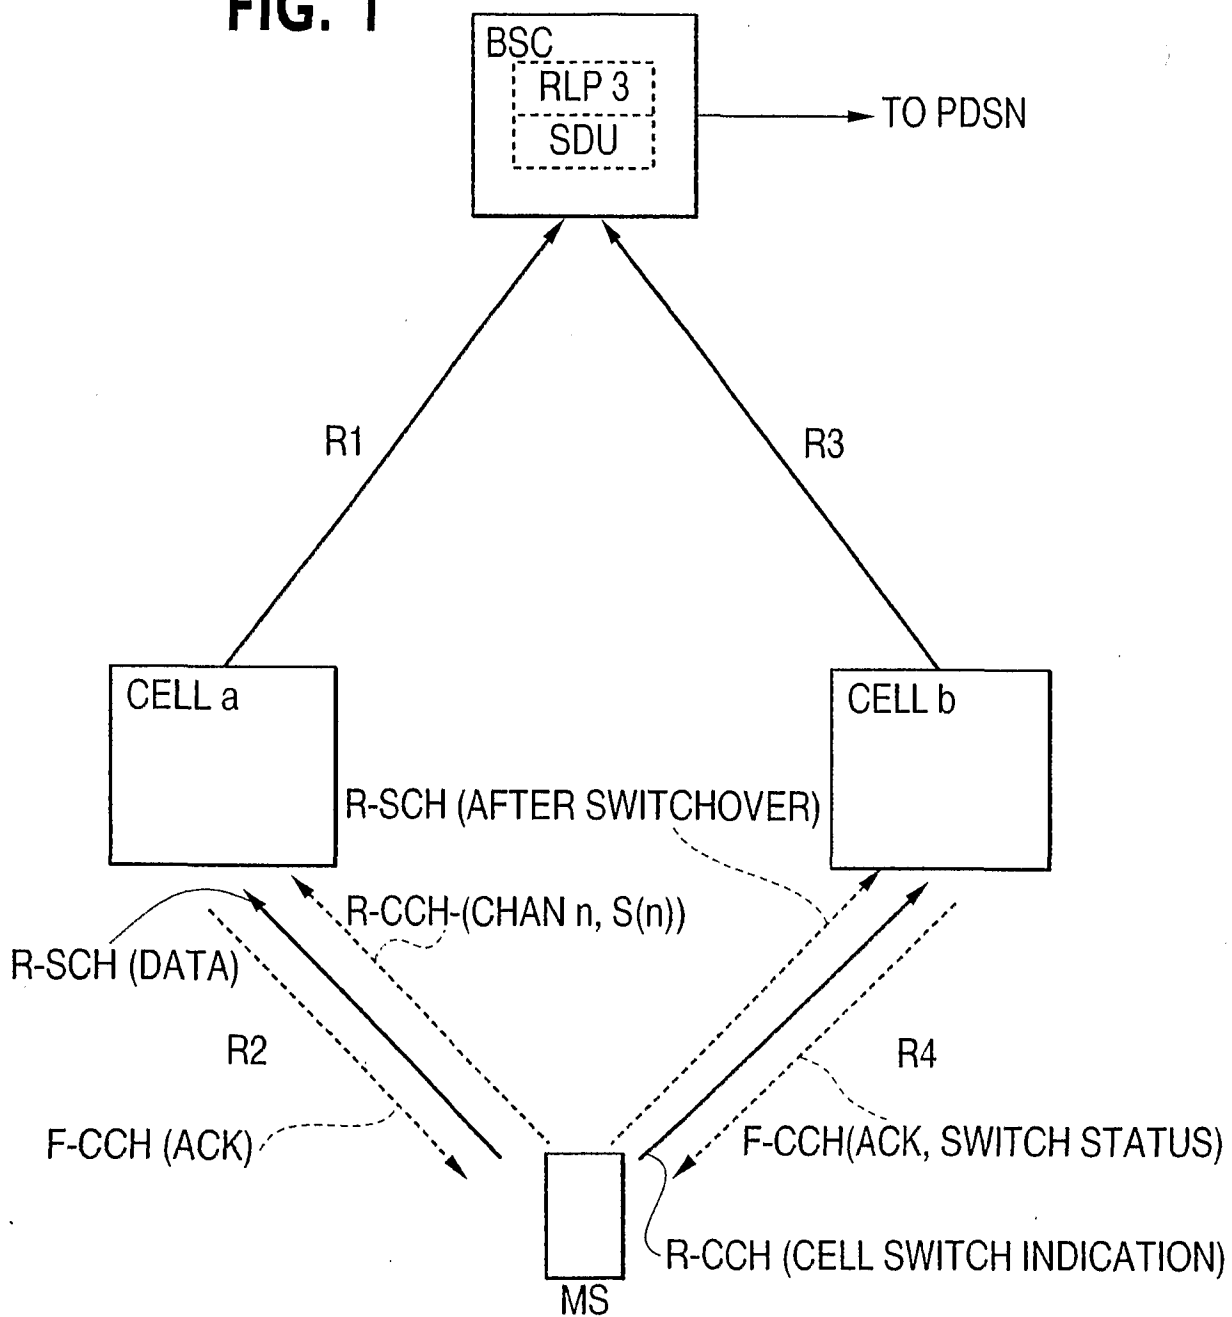 FIG. 1
BSC
RLP 3
SDU
TO PDSN
R1
R3
CELL a
CELL b
R-SCH (AFTER SWITCHOVER)
R-CCH-(CHAN n, S(n))
R-SCH (DATA)
R2
R4
F-CCH (ACK)
F-CCH(ACK, SWITCH STATUS)
R-CCH (CELL SWITCH INDICATION)
MS